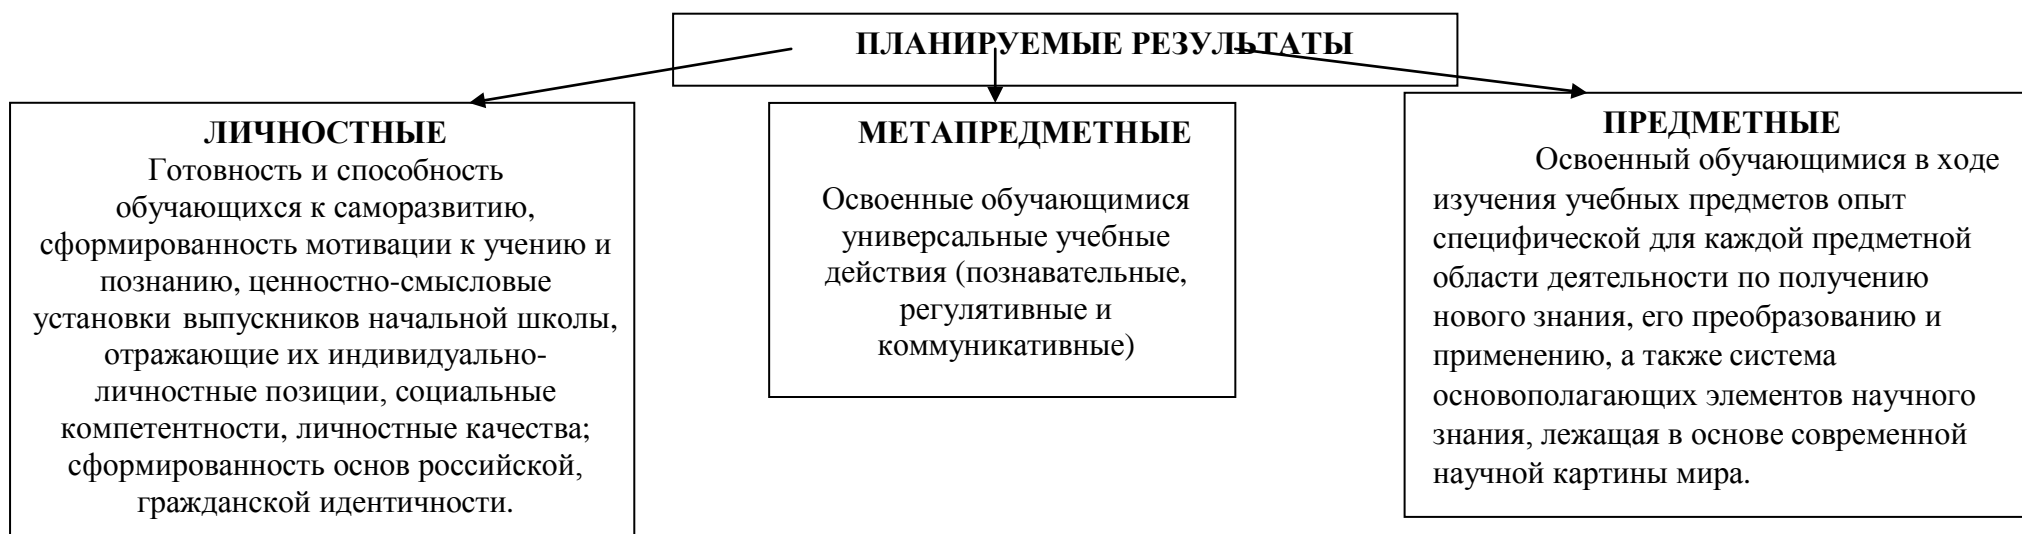 ПЛАНИРУЕМЫЕ РЕЗУЛЬТАТЫ
ЛИЧНОСТНЫЕ
Готовность и способность
обучающихся к саморазвитию,
сформированность мотивации к учению и
познанию, ценностно-смысловые
установки выпускников начальной школы,
отражающие их индивидуально-
личностные позиции, социальные
компетентности, личностные качества;
сформированность основ российской,
гражданской идентичности.
МЕТАПРЕДМЕТНЫЕ
Освоенные обучающимися
универсальные учебные
действия (познавательные,
регулятивные и
коммуникативные)
ПРЕДМЕТНЫЕ
Освоенный обучающимися в ходе
изучения учебных предметов опыт
специфической для каждой предметной
области деятельности по получению
нового знания, его преобразованию и
применению, а также система
основополагающих элементов научного
знания, лежащая в основе современной
научной картины мира.